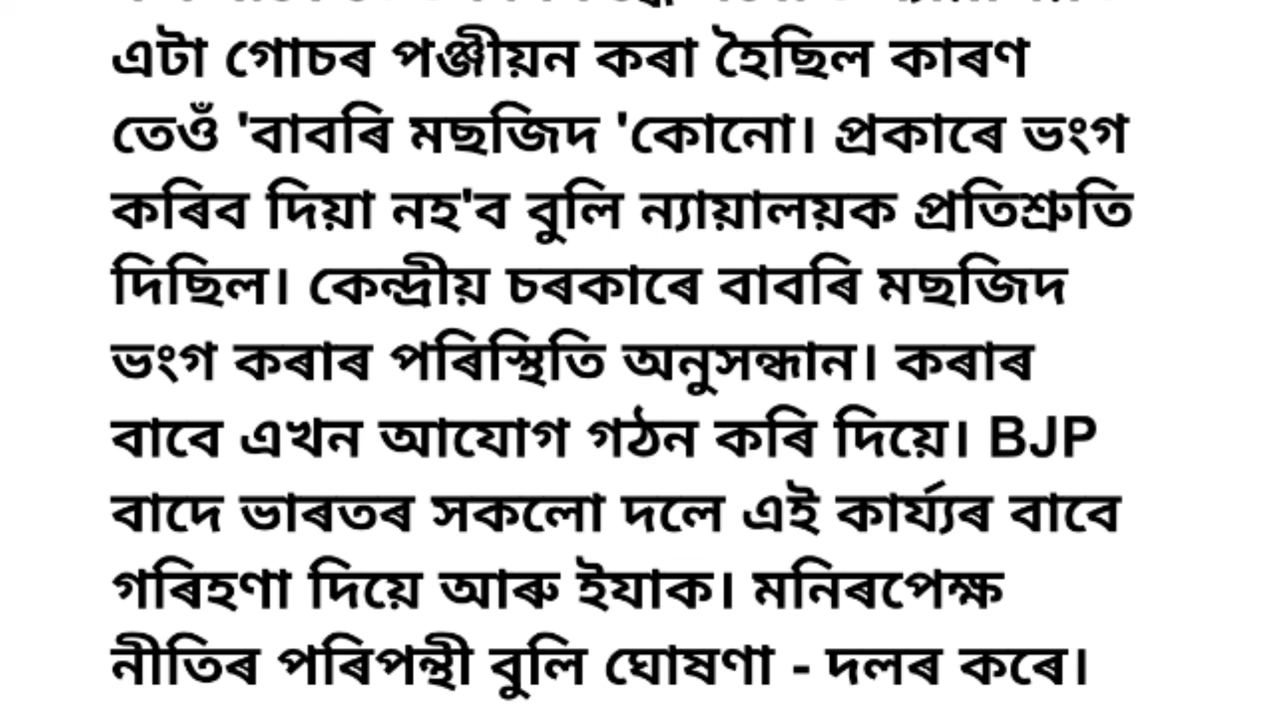 এটা গোচৰ পঞ্জীয়ন কৰা হৈছিল কাৰণ
তেওঁ 'বাবৰি মছজিদ 'কোনো। প্ৰকাৰে ভংগ
কৰিব দিয়া নহ'ব বুলি ন্যায়ালয়ক প্ৰতিশ্ৰুতি
দিছিল। কেন্দ্ৰীয় চৰকাৰে বাবৰি মছজিদ
ভংগ কৰাৰ পৰিস্থিতি অনুসন্ধান। কৰাৰ
বাবে এখন আযোগ গঠন কৰি দিয়ে। BJP
বাদে ভাৰতৰ সকলো দলে এই কাৰ্য্যৰ বাবে
গৰিহণা দিয়ে আৰু ইযাক। মনিৰপেক্ষ
নীতিৰ পৰিপন্থী বুলি ঘোষণা - দলৰ কৰে।